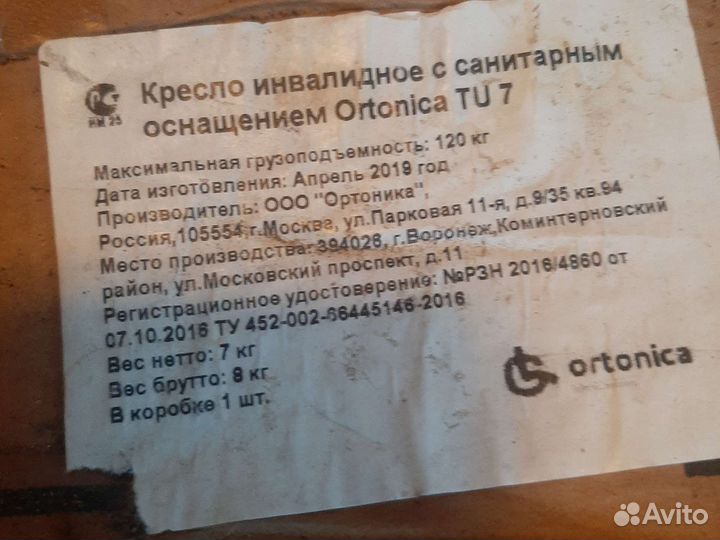 Кресло инвалидное с санитарным
оснащением Ortonica TU 7
НМ 25
Максимальная грузоподъемность: 120 кг
Дата изготовления: Апрель 2019 год
Производитель: ООО "Ортоника",
Россия,105554,г.Москва, ул.Парковая 11-я, д.9/35 кв.94
Место производства: 394026, г.Воронеж,Коминтерновский
район, ул.Московский проспект, д.11
Регистрационное удостоверение: №РЗН 2016/4860 от
07.10.2016 ТУ 452-002-66445146-2016
Вес нетто: 7 кг
Вес брутто: 8 кг
В коробке 1 шт.
ortonica
Avito